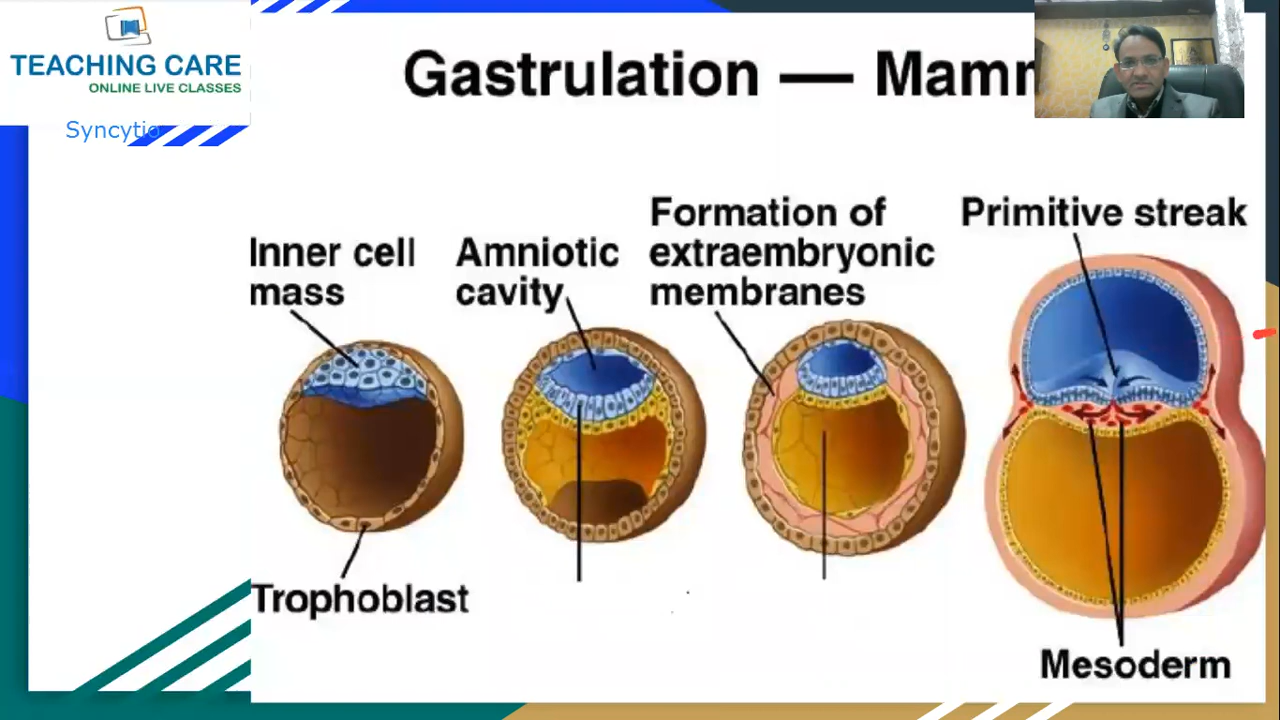 TEACHING CARE
ONLINE LIVE CLASSES
Syncytio
Gastrulation — Mamm
Inner cell
mass
Amniotic
cavity
Formation of
extraembryonic
membranes
Primitive streak
Trophoblast
Mesoderm